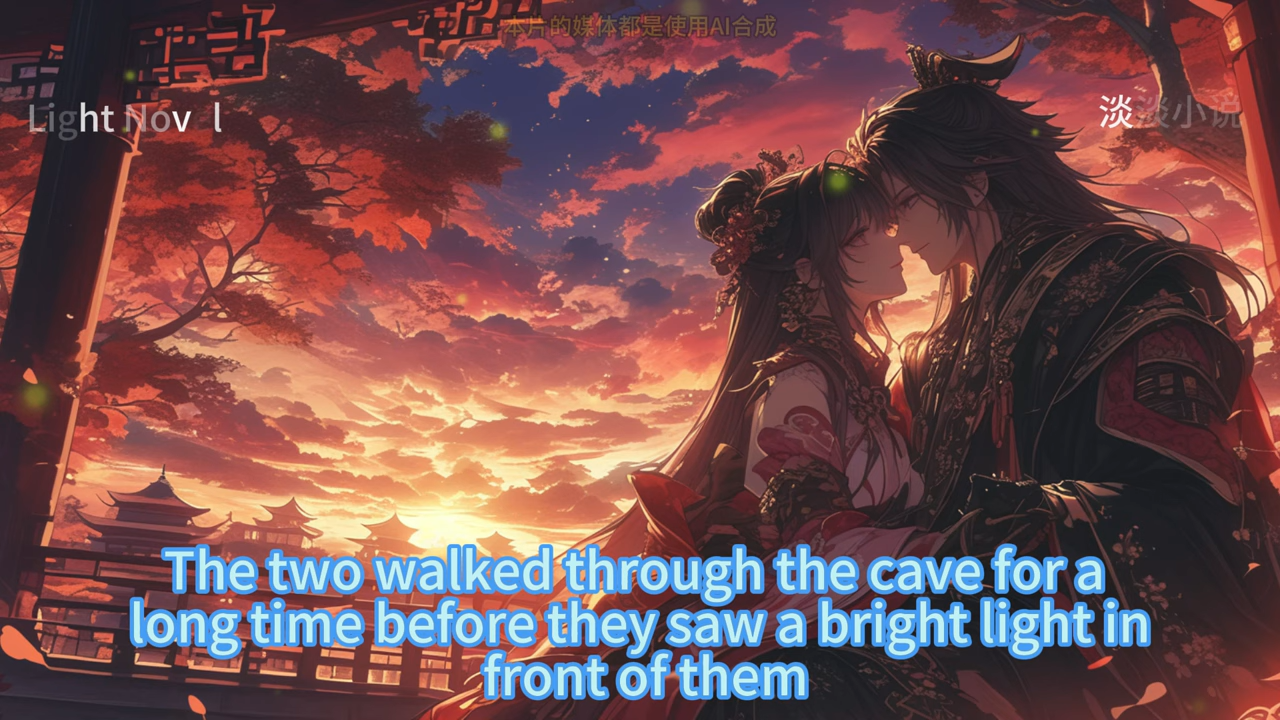 本片的媒体都是使用AI合成
Light Nov l
淡淡小说
The two walked through the cave for a
long time before they saw a bright light in
front of them